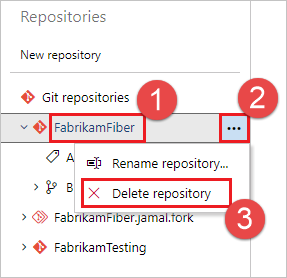 Repositories
New repository
Git repositories
1
2
FabrikamFiber
...
A
Rename repository...
B
Delete repository
3
FabrikamFiber.jamal.fork
FabrikamTesting